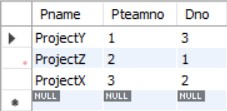 Pname Pteamno Dno
ProjectY 1 3
ProjectZ 2 1
ProjectX 3 2
NULL NULL NULL